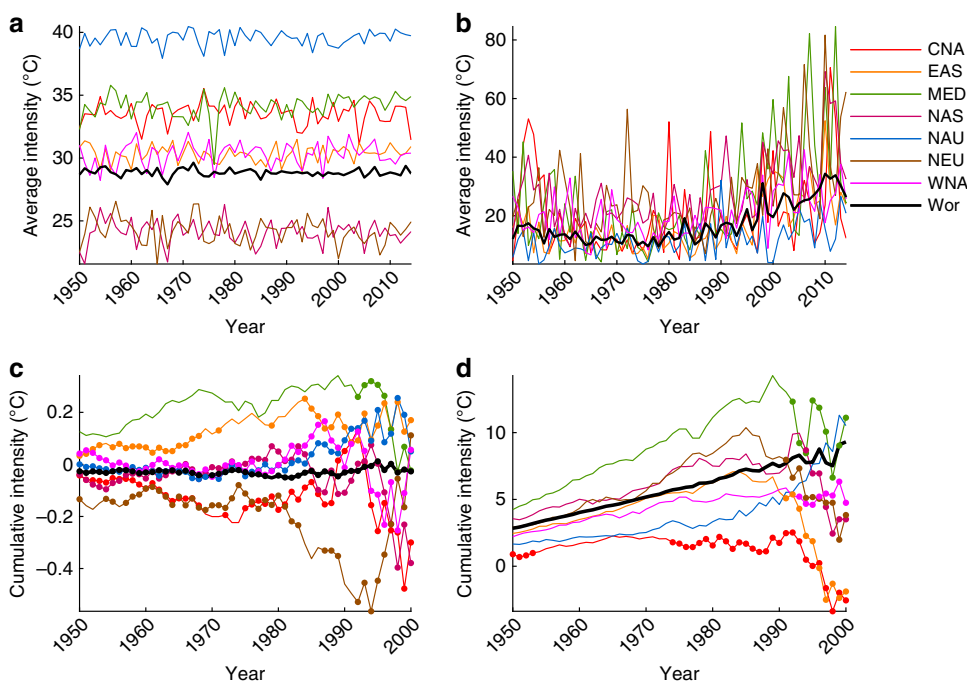 a
Average intensity (°C)
40
35
30
25
1950
1960
1970
1980
1990
2000
2010
Year
b
Average intensity (°C)
80
60
40
20
1950
1960
1970
1980
1990
2000
2010
Year
CNA
EAS
MED
NAS
NAU
NEU
WNA
Wor
c
Cumulative intensity (°C)
0.2
0
−0.2
−0.4
1950
1960
1970
1980
1990
2000
Year
d
Cumulative intensity (°C)
10
5
0
1950
1960
1970
1980
1990
2000
Year